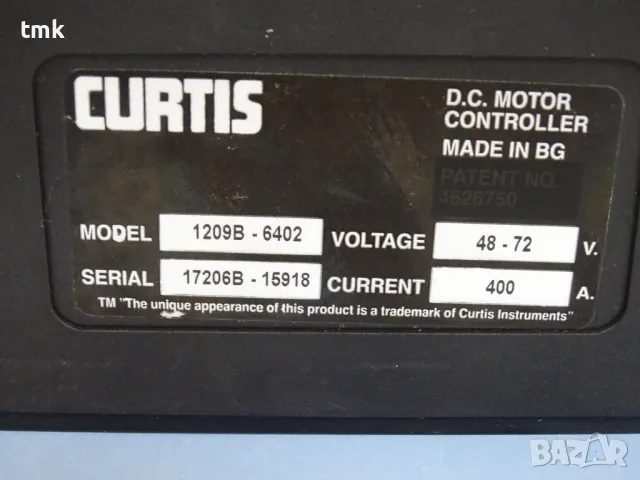 tmk
CURTIS
D.C. MOTOR
CONTROLLER
MADE IN BG
PATENT NO.
4626750
MODEL 1209B - 6402 VOLTAGE 48 - 72 V.
SERIAL 17206B - 15918 CURRENT 400 A.
TM "The unique appearance of this product is a trademark of Curtis Instruments"
BAZAR